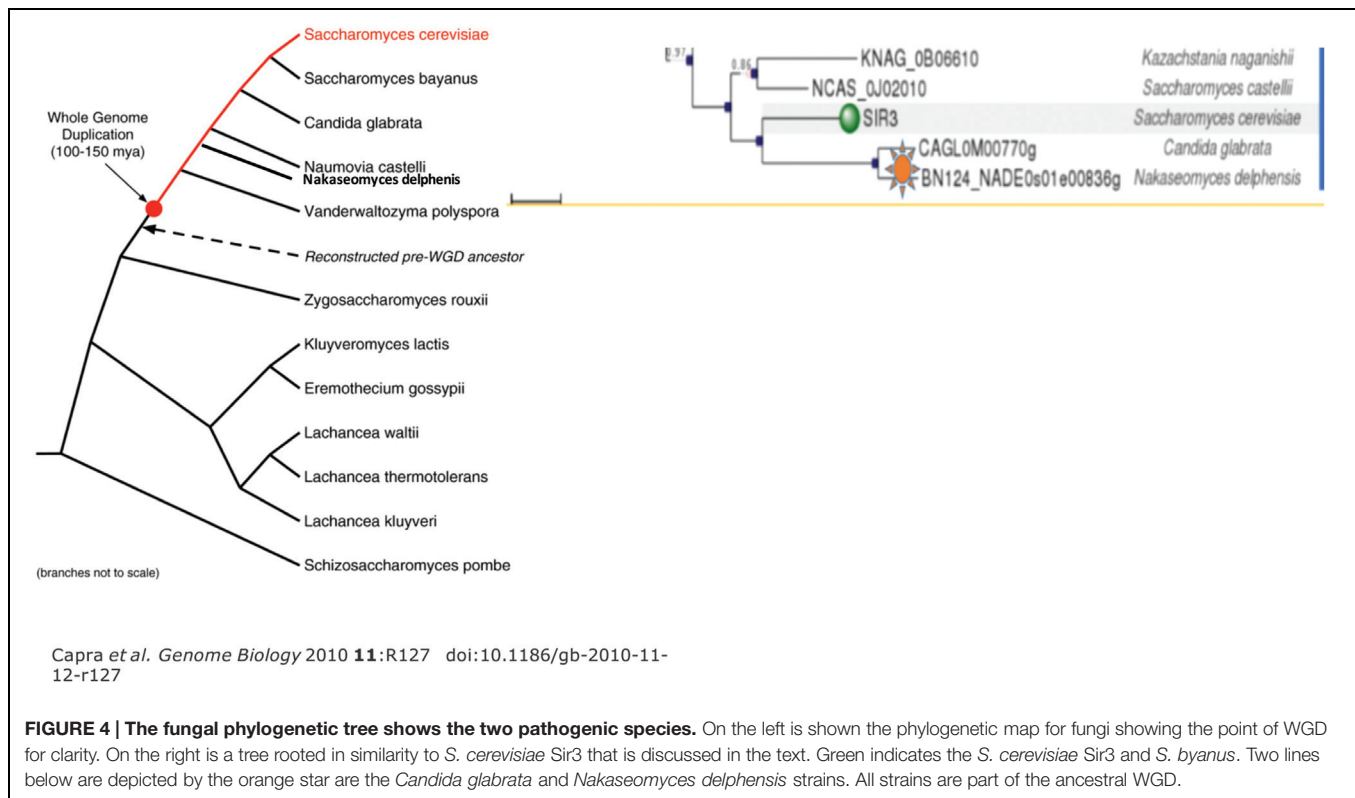 Saccharomyces cerevisiae
Saccharomyces bayanus
Whole Genome
Duplication
(100-150 mya)
Candida glabrata
Naumovia castelli
Nakaseomyces delphenis
Vanderwaltozyma polyspora
Reconstructed pre-WGD ancestor
Zygosaccharomyces rouxii
Kluyveromyces lactis
Eremothecium gossypii
Lachancea waltii
Lachancea thermotolerans
Lachancea kluyveri
Schizosaccharomyces pombe
(branches not to scale)
0.97
0.86
KNAG_0B06610 Kazachstania naganishii
NCAS_0J02010 Saccharomyces castellii
SIR3 Saccharomyces cerevisiae
CAGL0M00770g Candida glabrata
BN124_NADE0s01e00836g Nakaseomyces delphensis
Capra et al. Genome Biology 2010 11:R127 doi:10.1186/gb-2010-11-
12-r127
FIGURE 4 | The fungal phylogenetic tree shows the two pathogenic species. On the left is shown the phylogenetic map for fungi showing the point of WGD
for clarity. On the right is a tree rooted in similarity to S. cerevisiae Sir3 that is discussed in the text. Green indicates the S. cerevisiae Sir3 and S. byanus. Two lines
below are depicted by the orange star are the Candida glabrata and Nakaseomyces delphensis strains. All strains are part of the ancestral WGD.